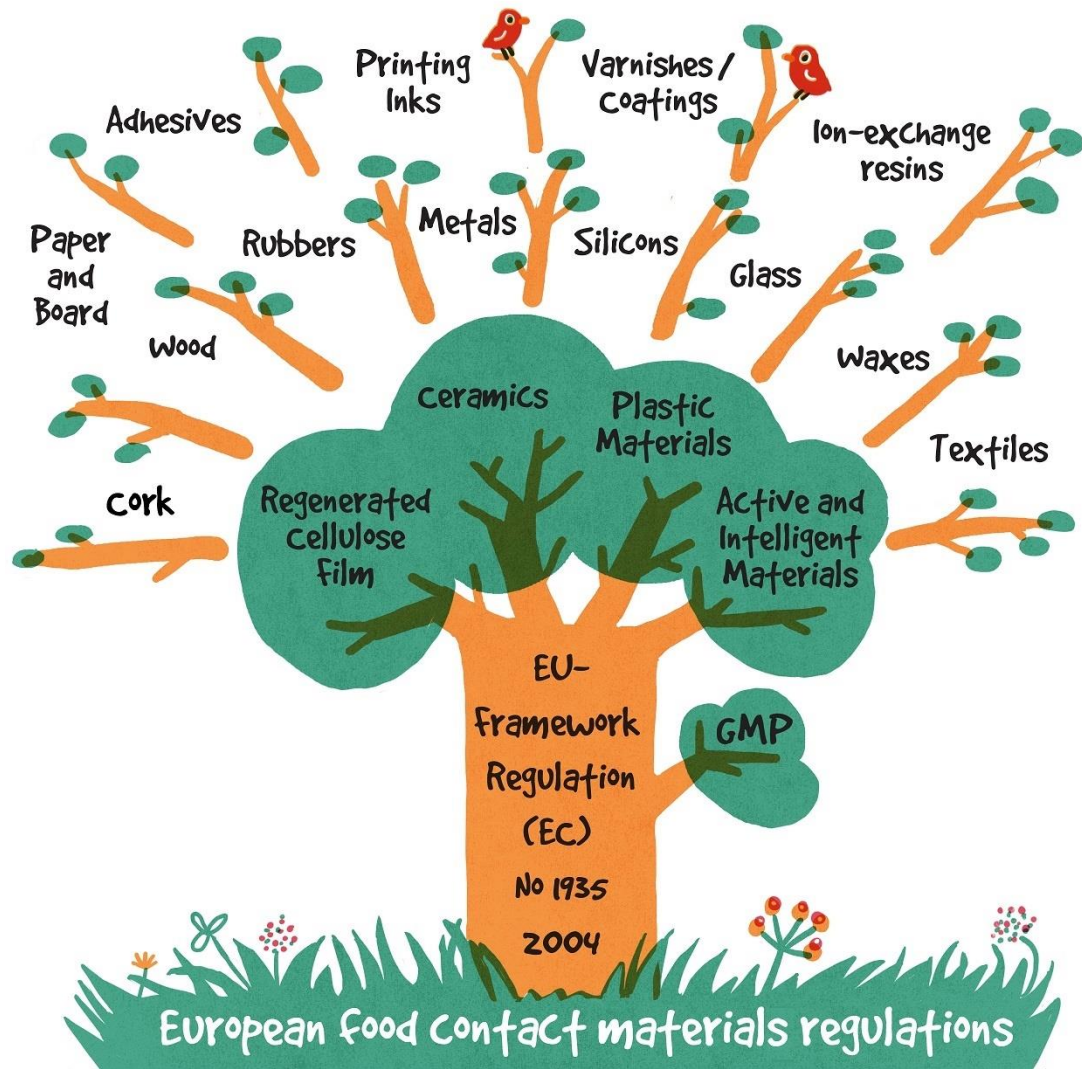 Printing
Inks
Varnishes/
Coatings
Adhesives
Ion-exchange
resins
Paper
and
Board
Rubbers
Metals
Silicons
Glass
Wood
Waxes
Cork
Textiles
Ceramics
Plastic
Materials
Regenerated
Cellulose
Film
Active and
Intelligent
Materials
EU-
Framework
Regulation
(EC)
No 1935
2004
GMP
European food contact materials regulations